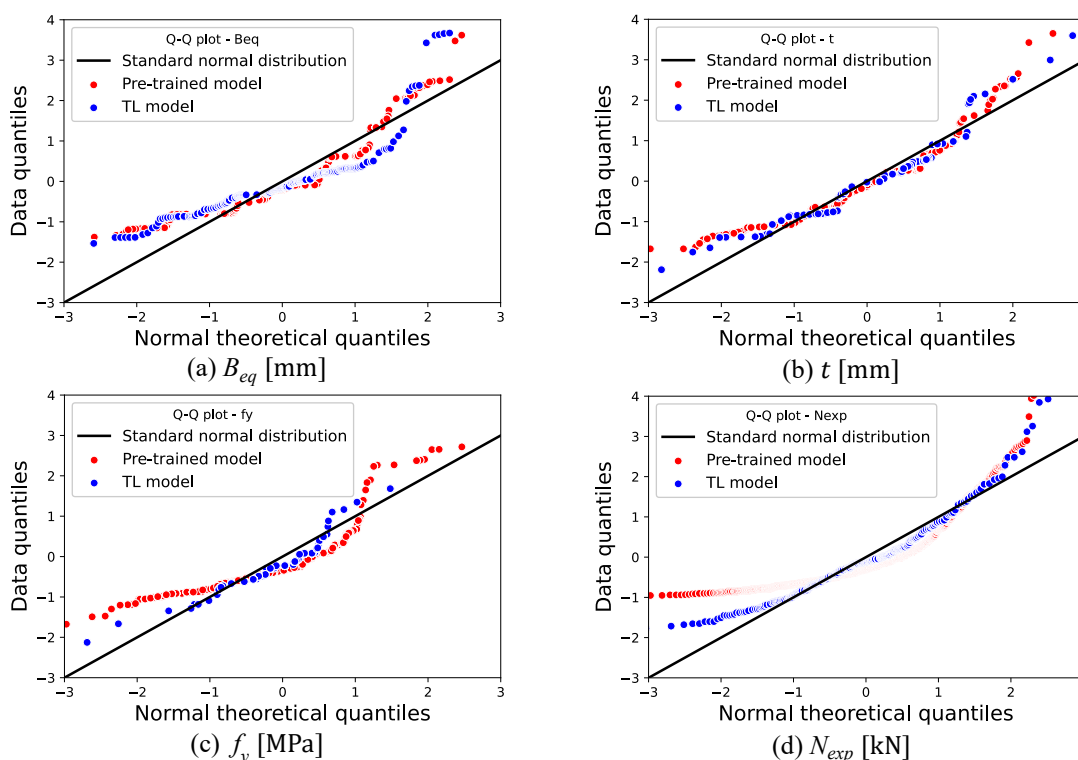 4
3
2
1
0
−1
−2
−3
Data quantiles
Q-Q plot - Beq
Standard normal distribution
Pre-trained model
TL model
−3 −2 −1 0 1 2 3
Normal theoretical quantiles
(a) B_eq [mm]
4
3
2
1
0
−1
−2
−3
Data quantiles
Q-Q plot - t
Standard normal distribution
Pre-trained model
TL model
−3 −2 −1 0 1 2
Normal theoretical quantiles
(b) t [mm]
4
3
2
1
0
−1
−2
−3
Data quantiles
Q-Q plot - fy
Standard normal distribution
Pre-trained model
TL model
−3 −2 −1 0 1 2 3
Normal theoretical quantiles
(c) f_y [MPa]
4
3
2
1
0
−1
−2
−3
Data quantiles
Q-Q plot - Nexp
Standard normal distribution
Pre-trained model
TL model
−3 −2 −1 0 1 2
Normal theoretical quantiles
(d) N_exp [kN]